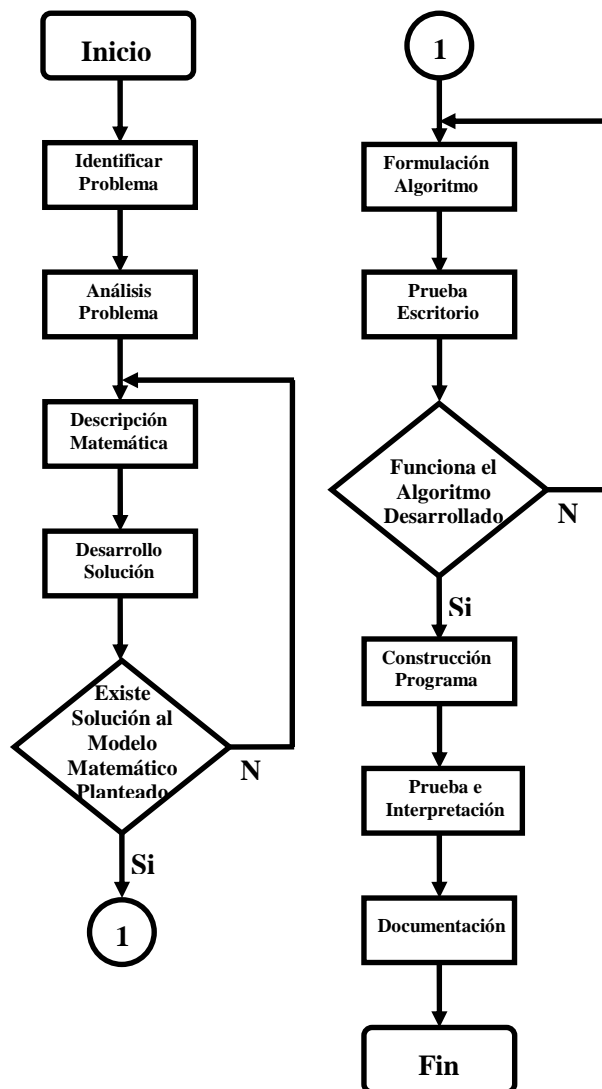 Inicio
Identificar
Problema
Análisis
Problema
Descripción
Matemática
Desarrollo
Solución
Existe
Solución al
Modelo
Matemático
Planteado
N
Si
1
1
Formulación
Algoritmo
Prueba
Escritorio
Funciona el
Algoritmo
Desarrollado
N
Si
Construcción
Programa
Prueba e
Interpretación
Documentación
Fin